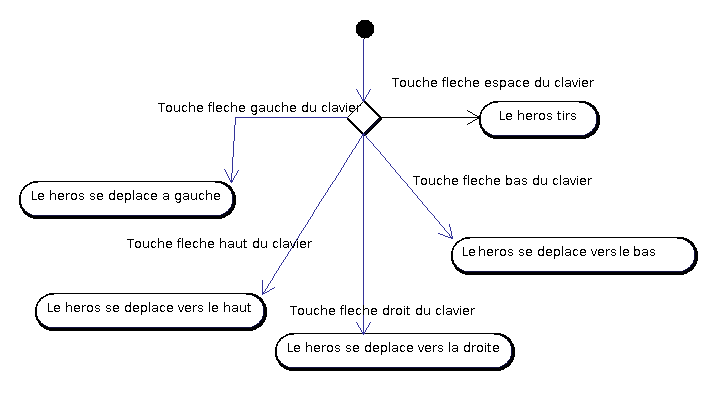 Touche fleche espace du clavier
Touche fleche gauche du clavier
Le heros tirs
Touche fleche bas du clavier
Le heros se deplace a gauche
Touche fleche haut du clavier
Le heros se deplace vers le bas
Le heros se deplace vers le haut
Touche fleche droit du clavier
Le heros se deplace vers la droite